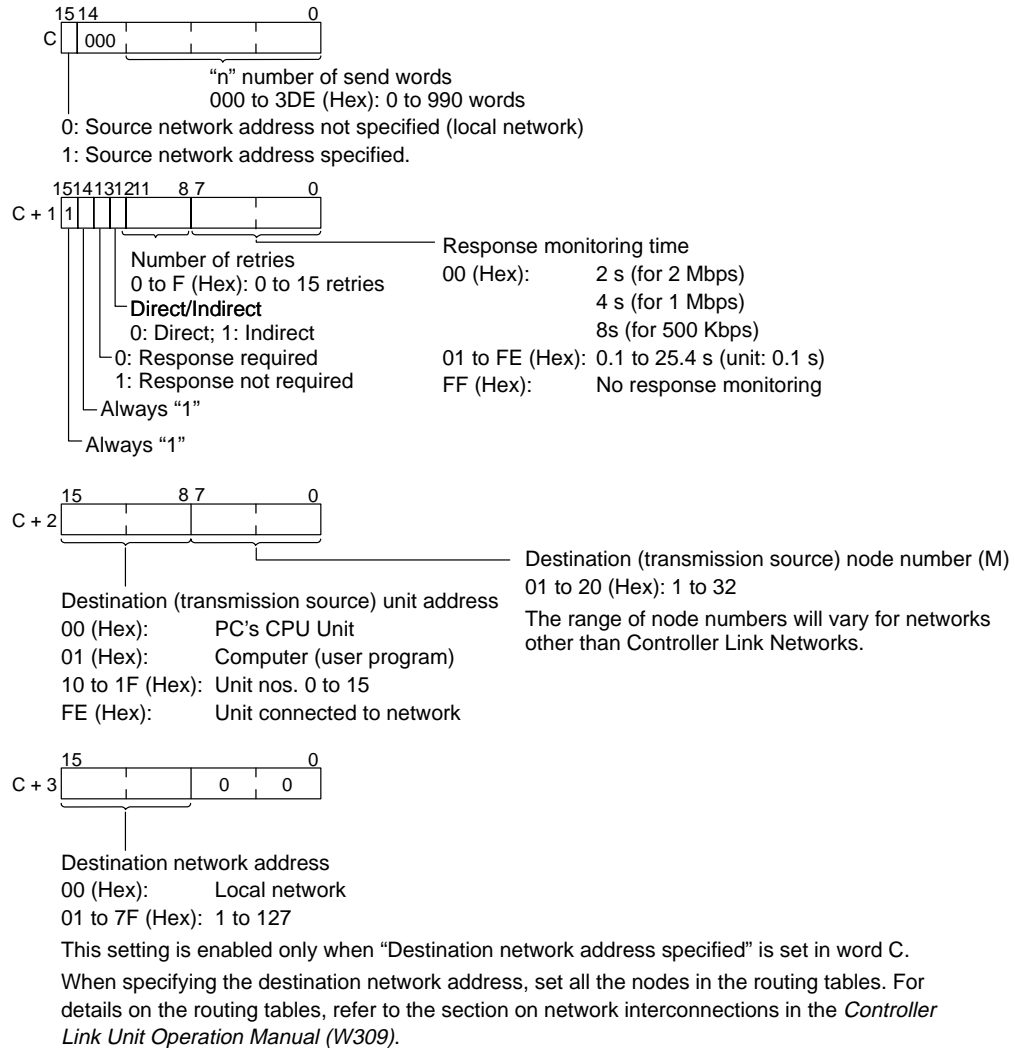 15 14 0
C 000
“n” number of send words
000 to 3DE (Hex): 0 to 990 words
0: Source network address not specified (local network)
1: Source network address specified.
15 14 13 12 11 8 7 0
C + 1 1
Number of retries
0 to F (Hex): 0 to 15 retries
Direct/Indirect
0: Direct; 1: Indirect
0: Response required
1: Response not required
Always “1”
Always “1”
Response monitoring time
00 (Hex): 2 s (for 2 Mbps)
4 s (for 1 Mbps)
8s (for 500 Kbps)
01 to FE (Hex): 0.1 to 25.4 s (unit: 0.1 s)
FF (Hex): No response monitoring
15 8 7 0
C + 2
Destination (transmission source) node number (M)
01 to 20 (Hex): 1 to 32
The range of node numbers will vary for networks
other than Controller Link Networks.
Destination (transmission source) unit address
00 (Hex): PC’s CPU Unit
01 (Hex): Computer (user program)
10 to 1F (Hex): Unit nos. 0 to 15
FE (Hex): Unit connected to network
15 0
C + 3 0 0
Destination network address
00 (Hex): Local network
01 to 7F (Hex): 1 to 127
This setting is enabled only when “Destination network address specified” is set in word C.
When specifying the destination network address, set all the nodes in the routing tables. For
details on the routing tables, refer to the section on network interconnections in the Controller
Link Unit Operation Manual (W309).